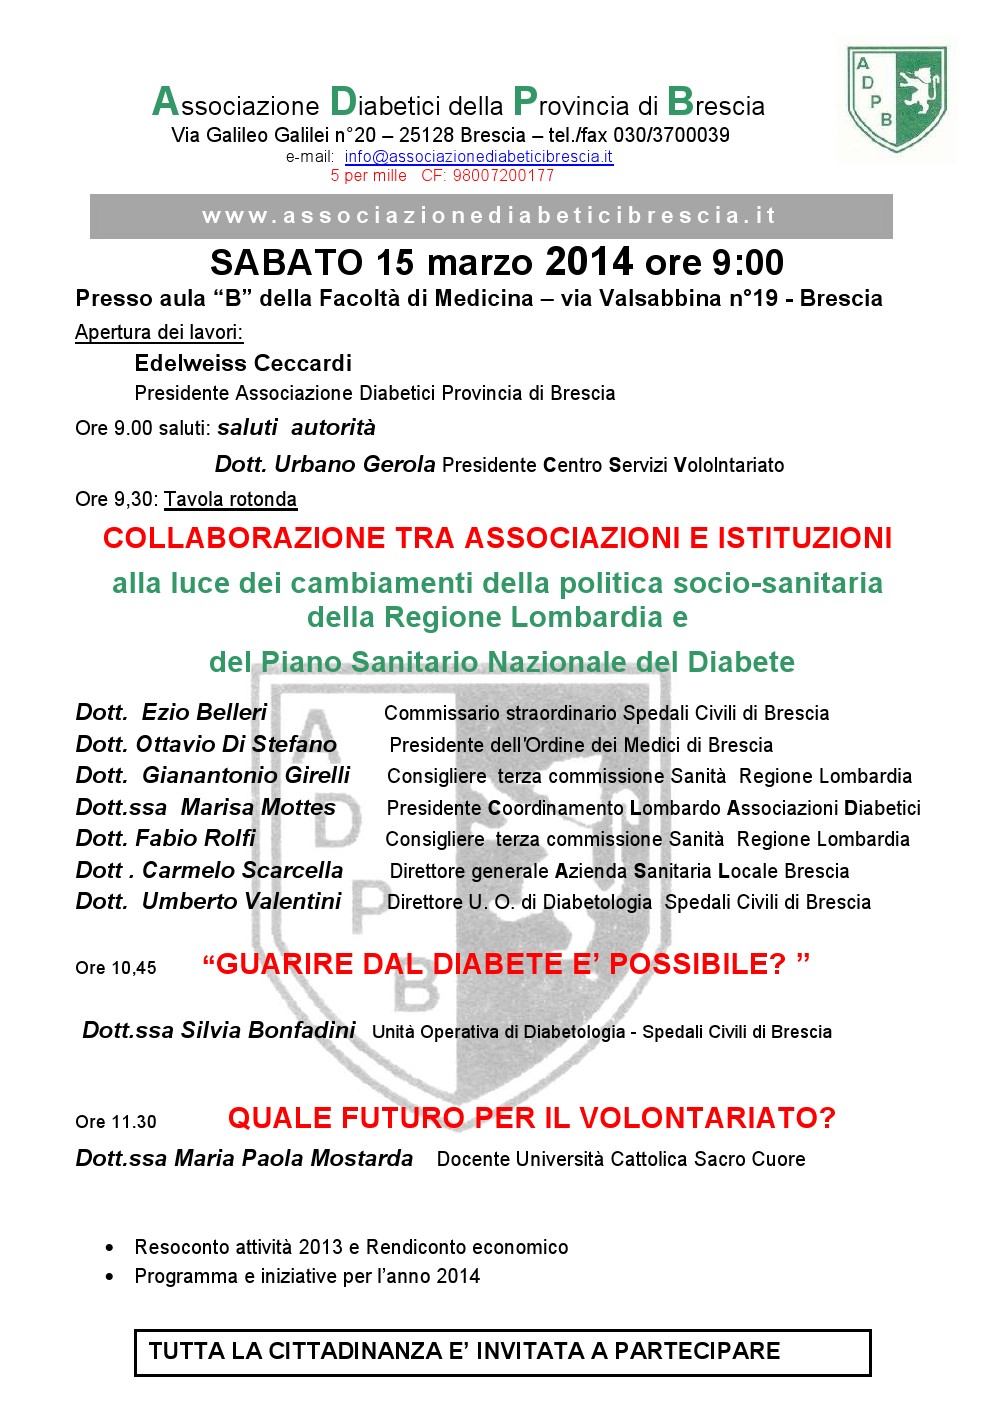 A D P B
Associazione Diabetici della Provincia di Brescia
Via Galileo Galilei n°20 – 25128 Brescia – tel./fax 030/3700039
e-mail: info@associazionediabeticibrescia.it
5 per mille CF: 98007200177
www.associazionediabeticibrescia.it
SABATO 15 marzo 2014 ore 9:00
Presso aula “B” della Facoltà di Medicina – via Valsabbina n°19 - Brescia
Apertura dei lavori:
Edelweiss Ceccardi
Presidente Associazione Diabetici Provincia di Brescia
Ore 9.00 saluti: saluti autorità
Dott. Urbano Gerola Presidente Centro Servizi Vololntariato
Ore 9,30: Tavola rotonda
COLLABORAZIONE TRA ASSOCIAZIONI E ISTITUZIONI
alla luce dei cambiamenti della politica socio-sanitaria
della Regione Lombardia e
del Piano Sanitario Nazionale del Diabete
Dott. Ezio Belleri Commissario straordinario Spedali Civili di Brescia
Dott. Ottavio Di Stefano Presidente dell'Ordine dei Medici di Brescia
Dott. Gianantonio Girelli Consigliere terza commissione Sanità Regione Lombardia
Dott.ssa Marisa Mottes Presidente Coordinamento Lombardo Associazioni Diabetici
Dott. Fabio Rolfi Consigliere terza commissione Sanità Regione Lombardia
Dott . Carmelo Scarcella Direttore generale Azienda Sanitaria Locale Brescia
Dott. Umberto Valentini Direttore U. O. di Diabetologia Spedali Civili di Brescia
A D P B
Ore 10,45 “GUARIRE DAL DIABETE E’ POSSIBILE? ”
Dott.ssa Silvia Bonfadini Unità Operativa di Diabetologia - Spedali Civili di Brescia
Ore 11.30 QUALE FUTURO PER IL VOLONTARIATO?
Dott.ssa Maria Paola Mostarda Docente Università Cattolica Sacro Cuore
• Resoconto attività 2013 e Rendiconto economico
• Programma e iniziative per l’anno 2014
TUTTA LA CITTADINANZA E’ INVITATA A PARTECIPARE